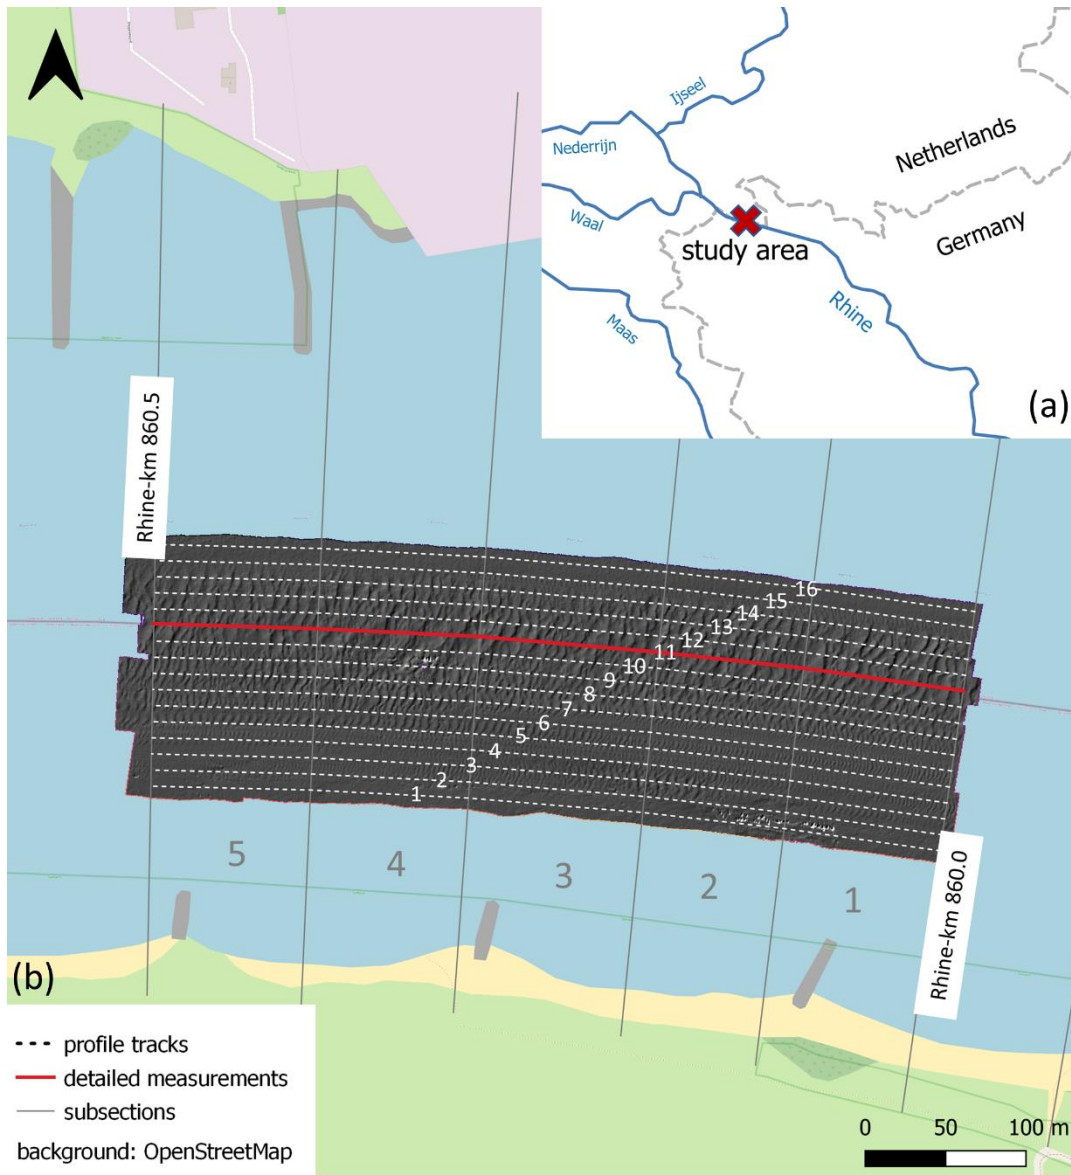 Ijseel
Nederrijn
Netherlands
Waal
Germany
study area
Rhine
Maas
(a)
Rhine-km 860.5
16
15
14
13
12
11
10
9
8
7
6
5
4
3
2
1
5
4
3
2
1
Rhine-km 860.0
(b)
profile tracks
detailed measurements
subsections
background: OpenStreetMap
0 50 100 m